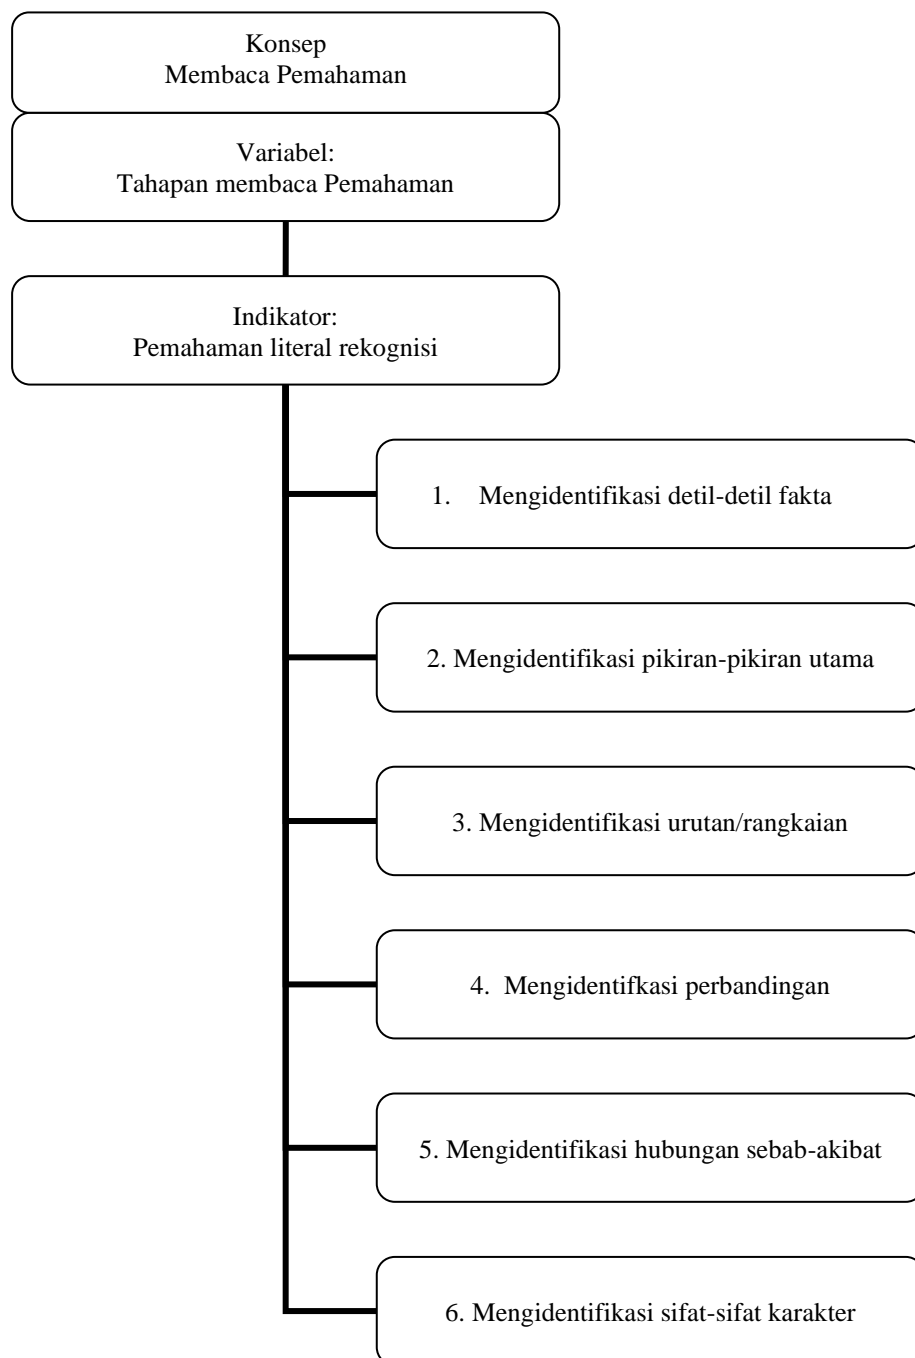 Konsep
Membaca Pemahaman
Variabel:
Tahapan membaca Pemahaman
Indikator:
Pemahaman literal rekognisi
1. Mengidentifikasi detil-detil fakta
2. Mengidentifikasi pikiran-pikiran utama
3. Mengidentifikasi urutan/rangkaian
4. Mengidentifkasi perbandingan
5. Mengidentifikasi hubungan sebab-akibat
6. Mengidentifikasi sifat-sifat karakter